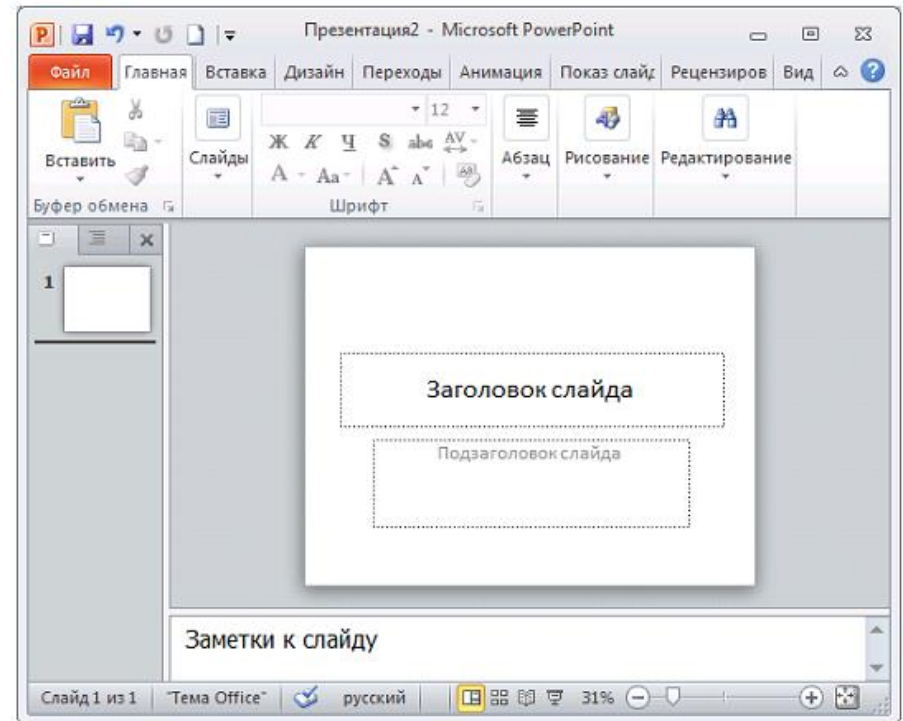 Презентация2 - Microsoft PowerPoint
Файл Главная Вставка Дизайн Переходы Анимация Показ слайд Рецензиров Вид
12
Вставить Слайды Ж К Ч S abc AV Абзац Рисование Редактирование
А Аа А А
Буфер обмена Шрифт
1
Заголовок слайда
Подзаголовок слайда
Заметки к слайду
Слайд 1 из 1 "Тема Office" русский 31%